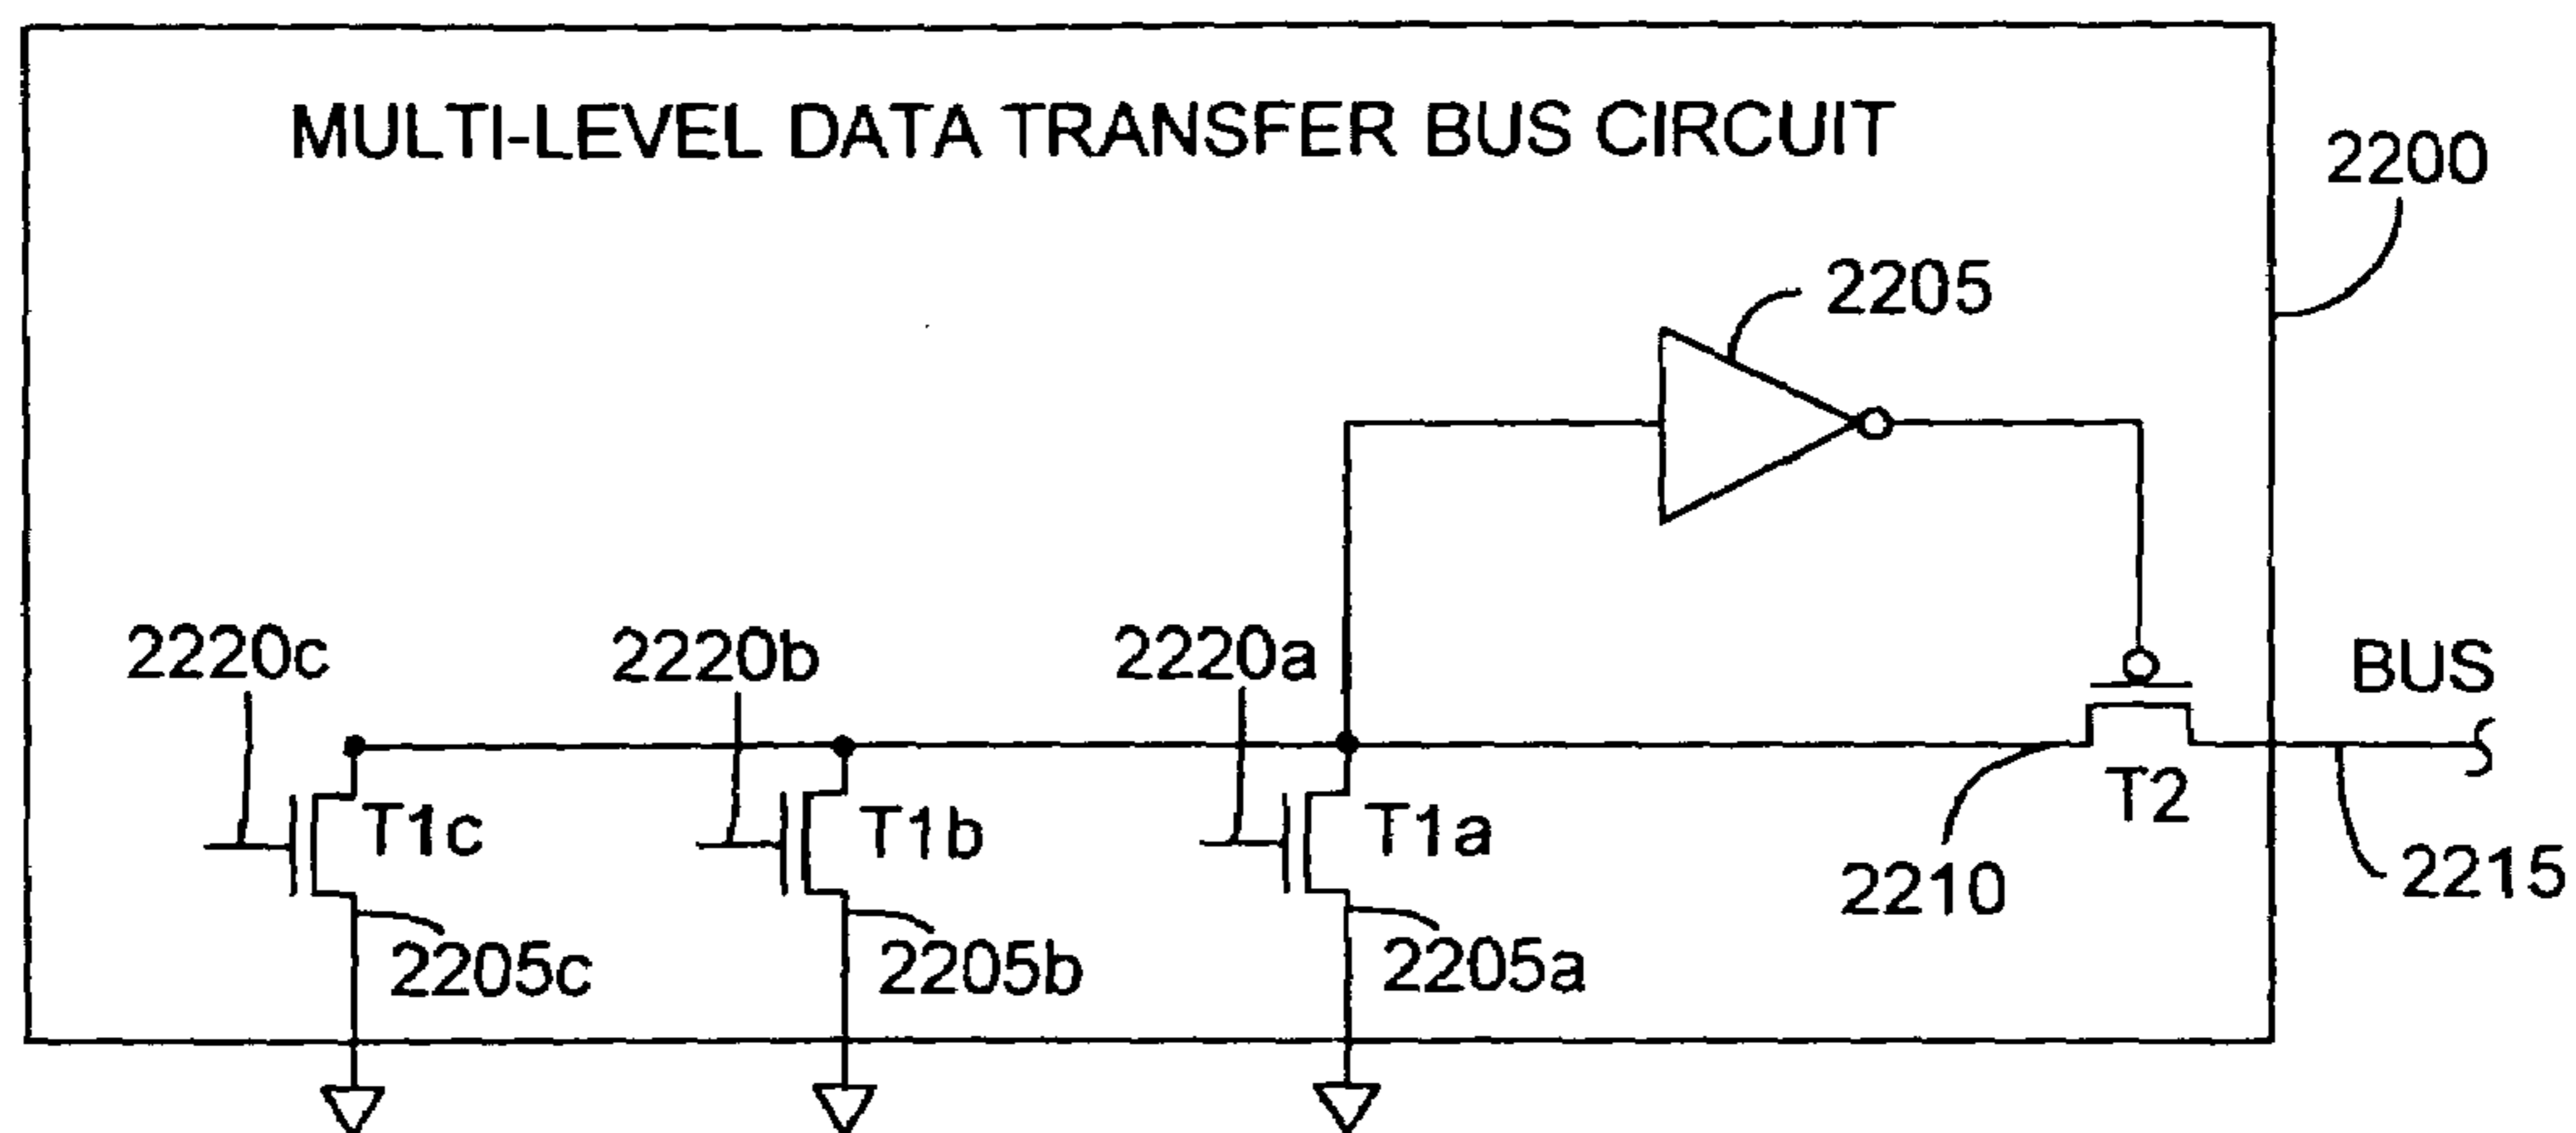 MULTI-LEVEL DATA TRANSFER BUS CIRCUIT
2200
2205
2220c
2220b
2220a
BUS
T1c
T1b
T1a
T2
2210
2215
2205c
2205b
2205a